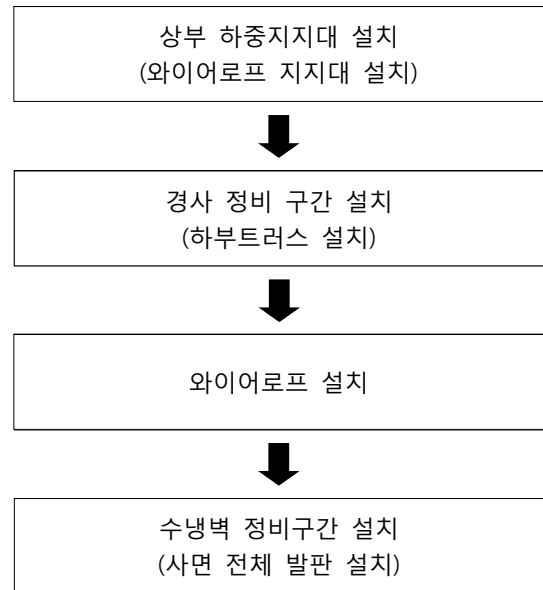 상부 하중지지대 설치
(와이어로프 지지대 설치)
경사 정비 구간 설치
(하부트러스 설치)
와이어로프 설치
수냉벽 정비구간 설치
(사면 전체 발판 설치)